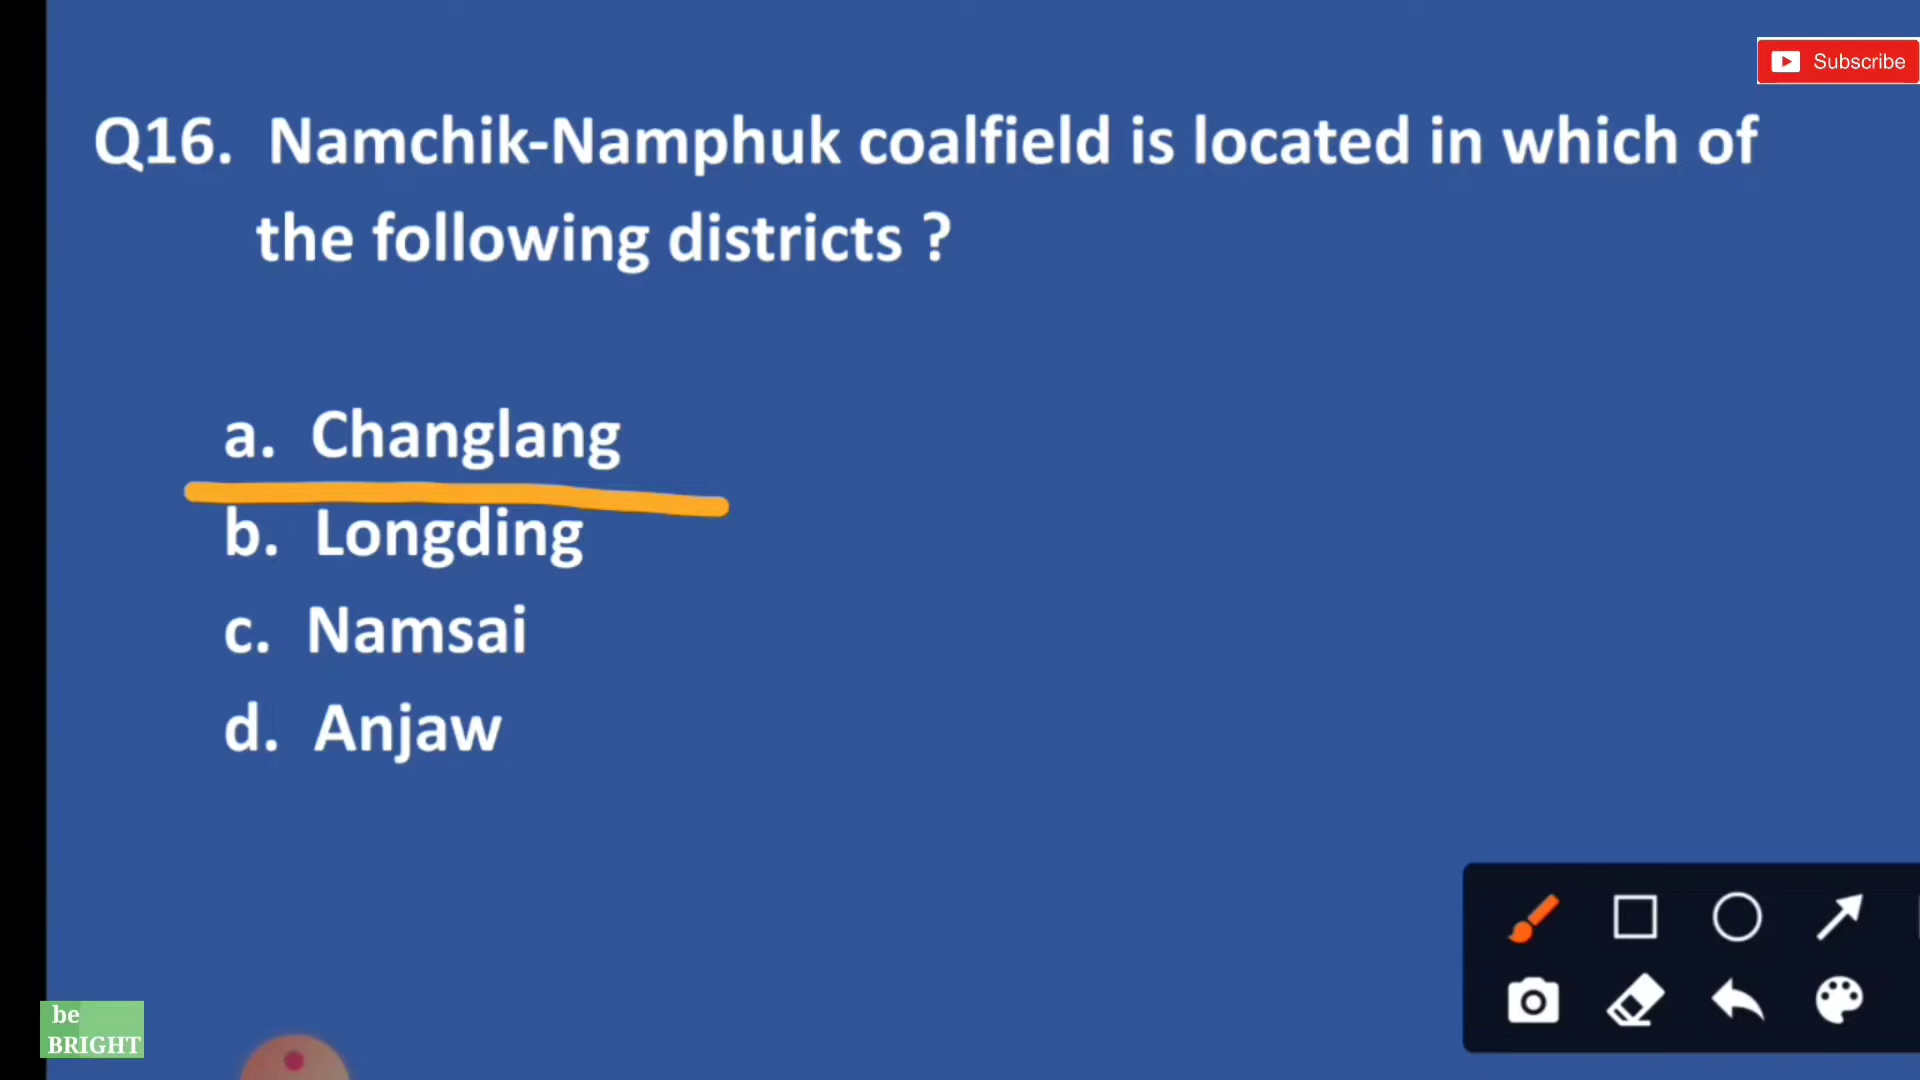 Subscribe
Q16. Namchik-Namphuk coalfield is located in which of
the following districts ?
a. Changlang
b. Longding
c. Namsai
d. Anjaw
be
BRIGHT